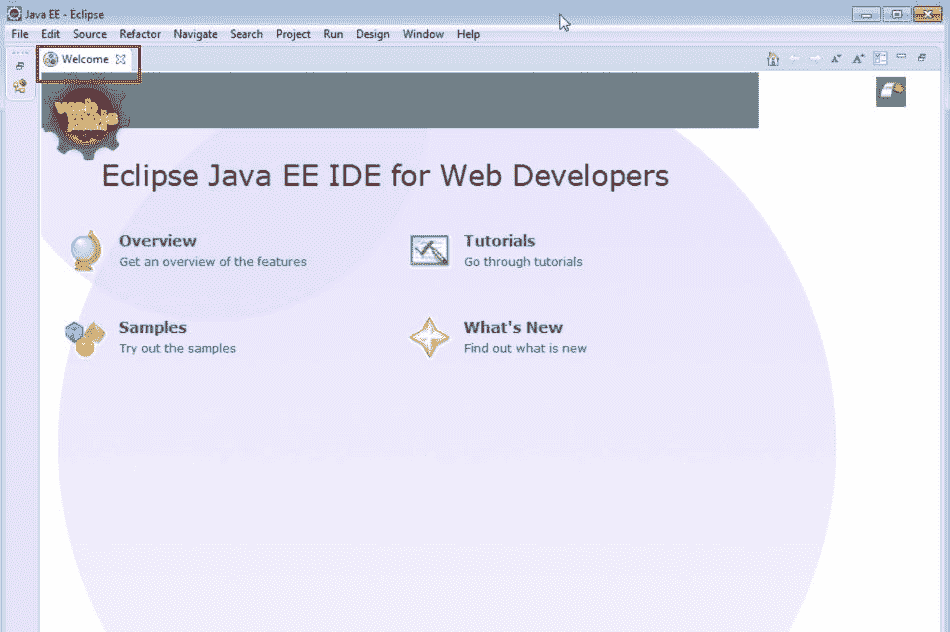 Java EE - Eclipse
File Edit Source Refactor Navigate Search Project Run Design Window Help
Welcome
web
tools
Eclipse Java EE IDE for Web Developers
Overview
Get an overview of the features
Tutorials
Go through tutorials
Samples
Try out the samples
What's New
Find out what is new